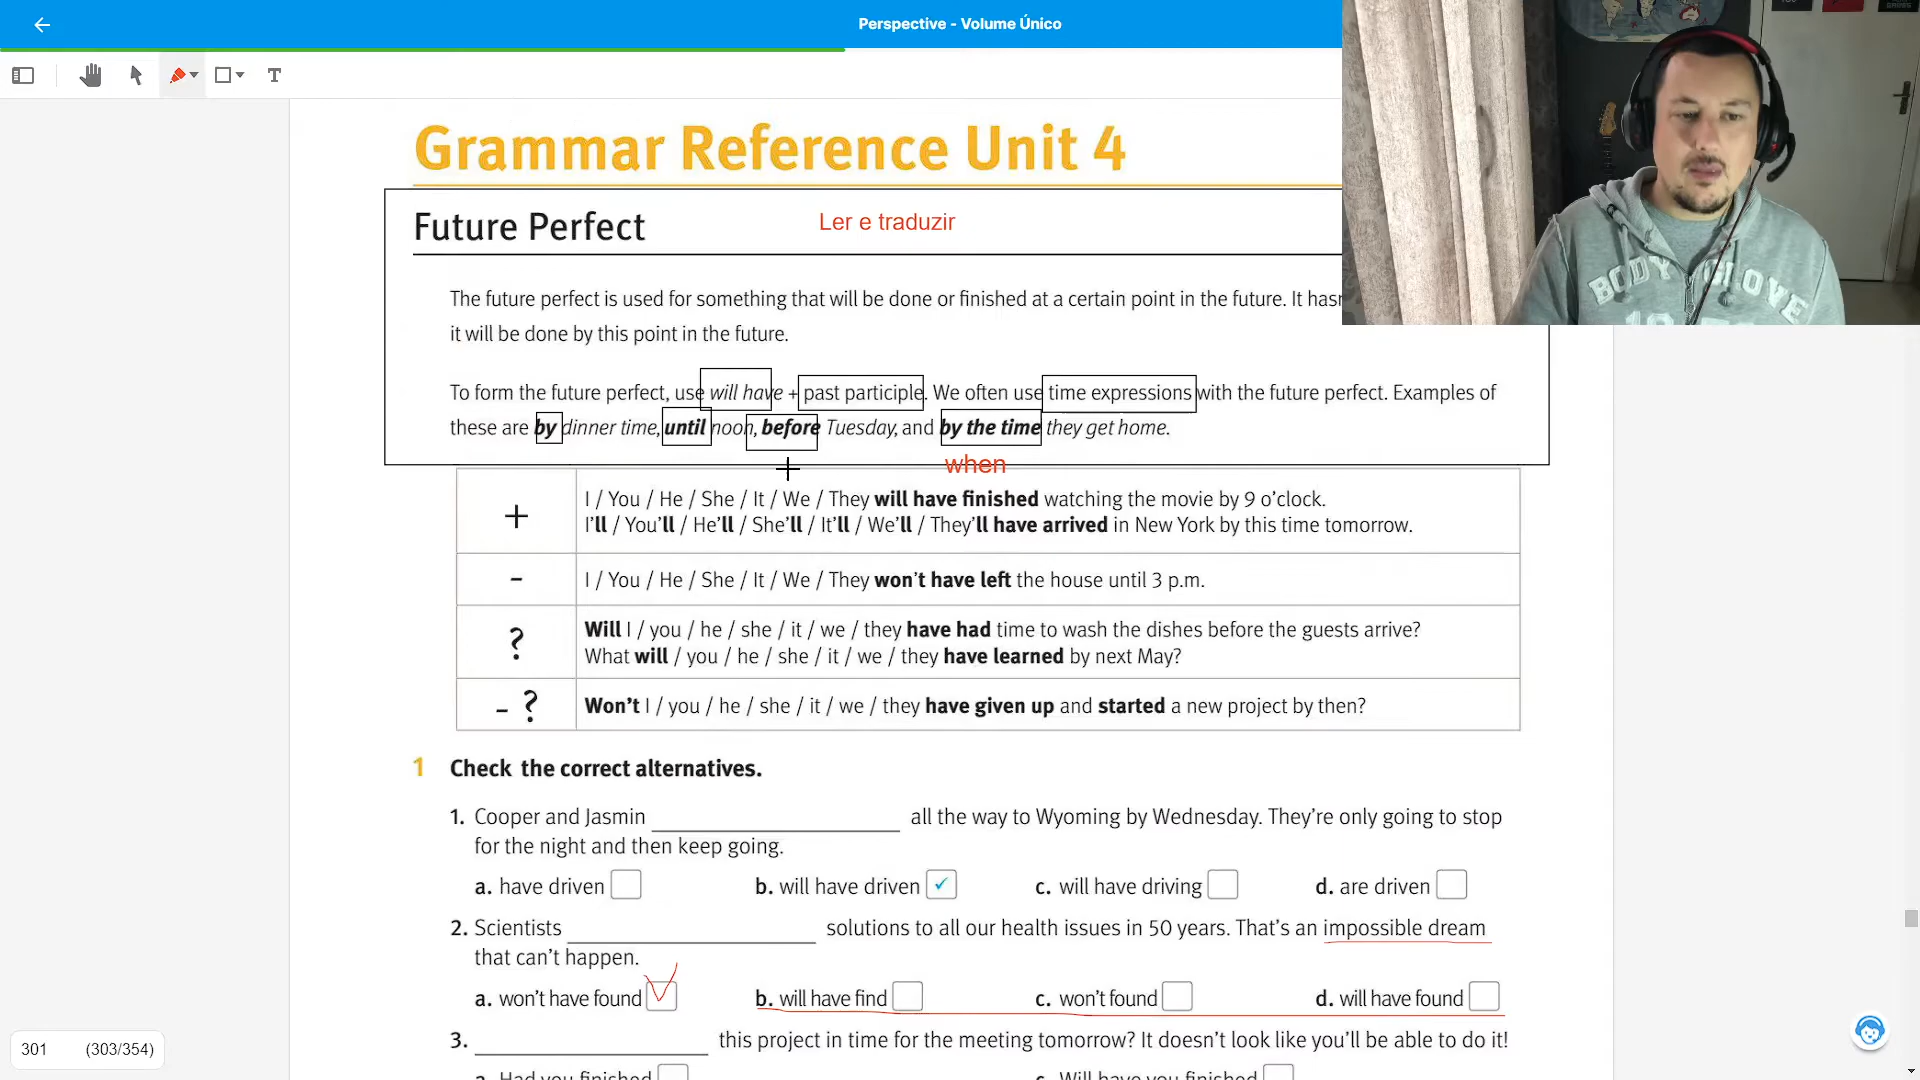 Perspective - Volume Único
T
Grammar Reference Unit 4
Future Perfect
Ler e traduzir
The future perfect is used for something that will be done or finished at a certain point in the future. It
it will be done by this point in the future.
To form the future perfect, use will have + past participle. We often use time expressions with the future perfect. Examples of
these are by dinner time, until noon, before Tuesday, and by the time they get home.
when
+
I / You / He / She / It / We / They will have finished watching the movie by 9 o'clock.
I'll / You'll / He'll / She'll / It'll / We'll / They'll have arrived in New York by this time tomorrow.
-
I / You / He / She / It / We / They won't have left the house until 3 p.m.
?
Will I / you / he / she / it / we / they have had time to wash the dishes before the guests arrive?
What will / you / he / she / it / we / they have learned by next May?
- ?
Won't I / you / he / she / it / we / they have given up and started a new project by then?
1 Check the correct alternatives.
1. Cooper and Jasmin ____ all the way to Wyoming by Wednesday. They're only going to stop
for the night and then keep going.
a. have driven b. will have driven ✓ c. will have driving d. are driven
2. Scientists ____ solutions to all our health issues in 50 years. That's an impossible dream
that can't happen.
a. won't have found b. will have find c. won't found d. will have found
3. ____ this project in time for the meeting tomorrow? It doesn't look like you'll be able to do it!
a. Had you finished c. Will have you finished
301 (303/354)
BODY GLOVE